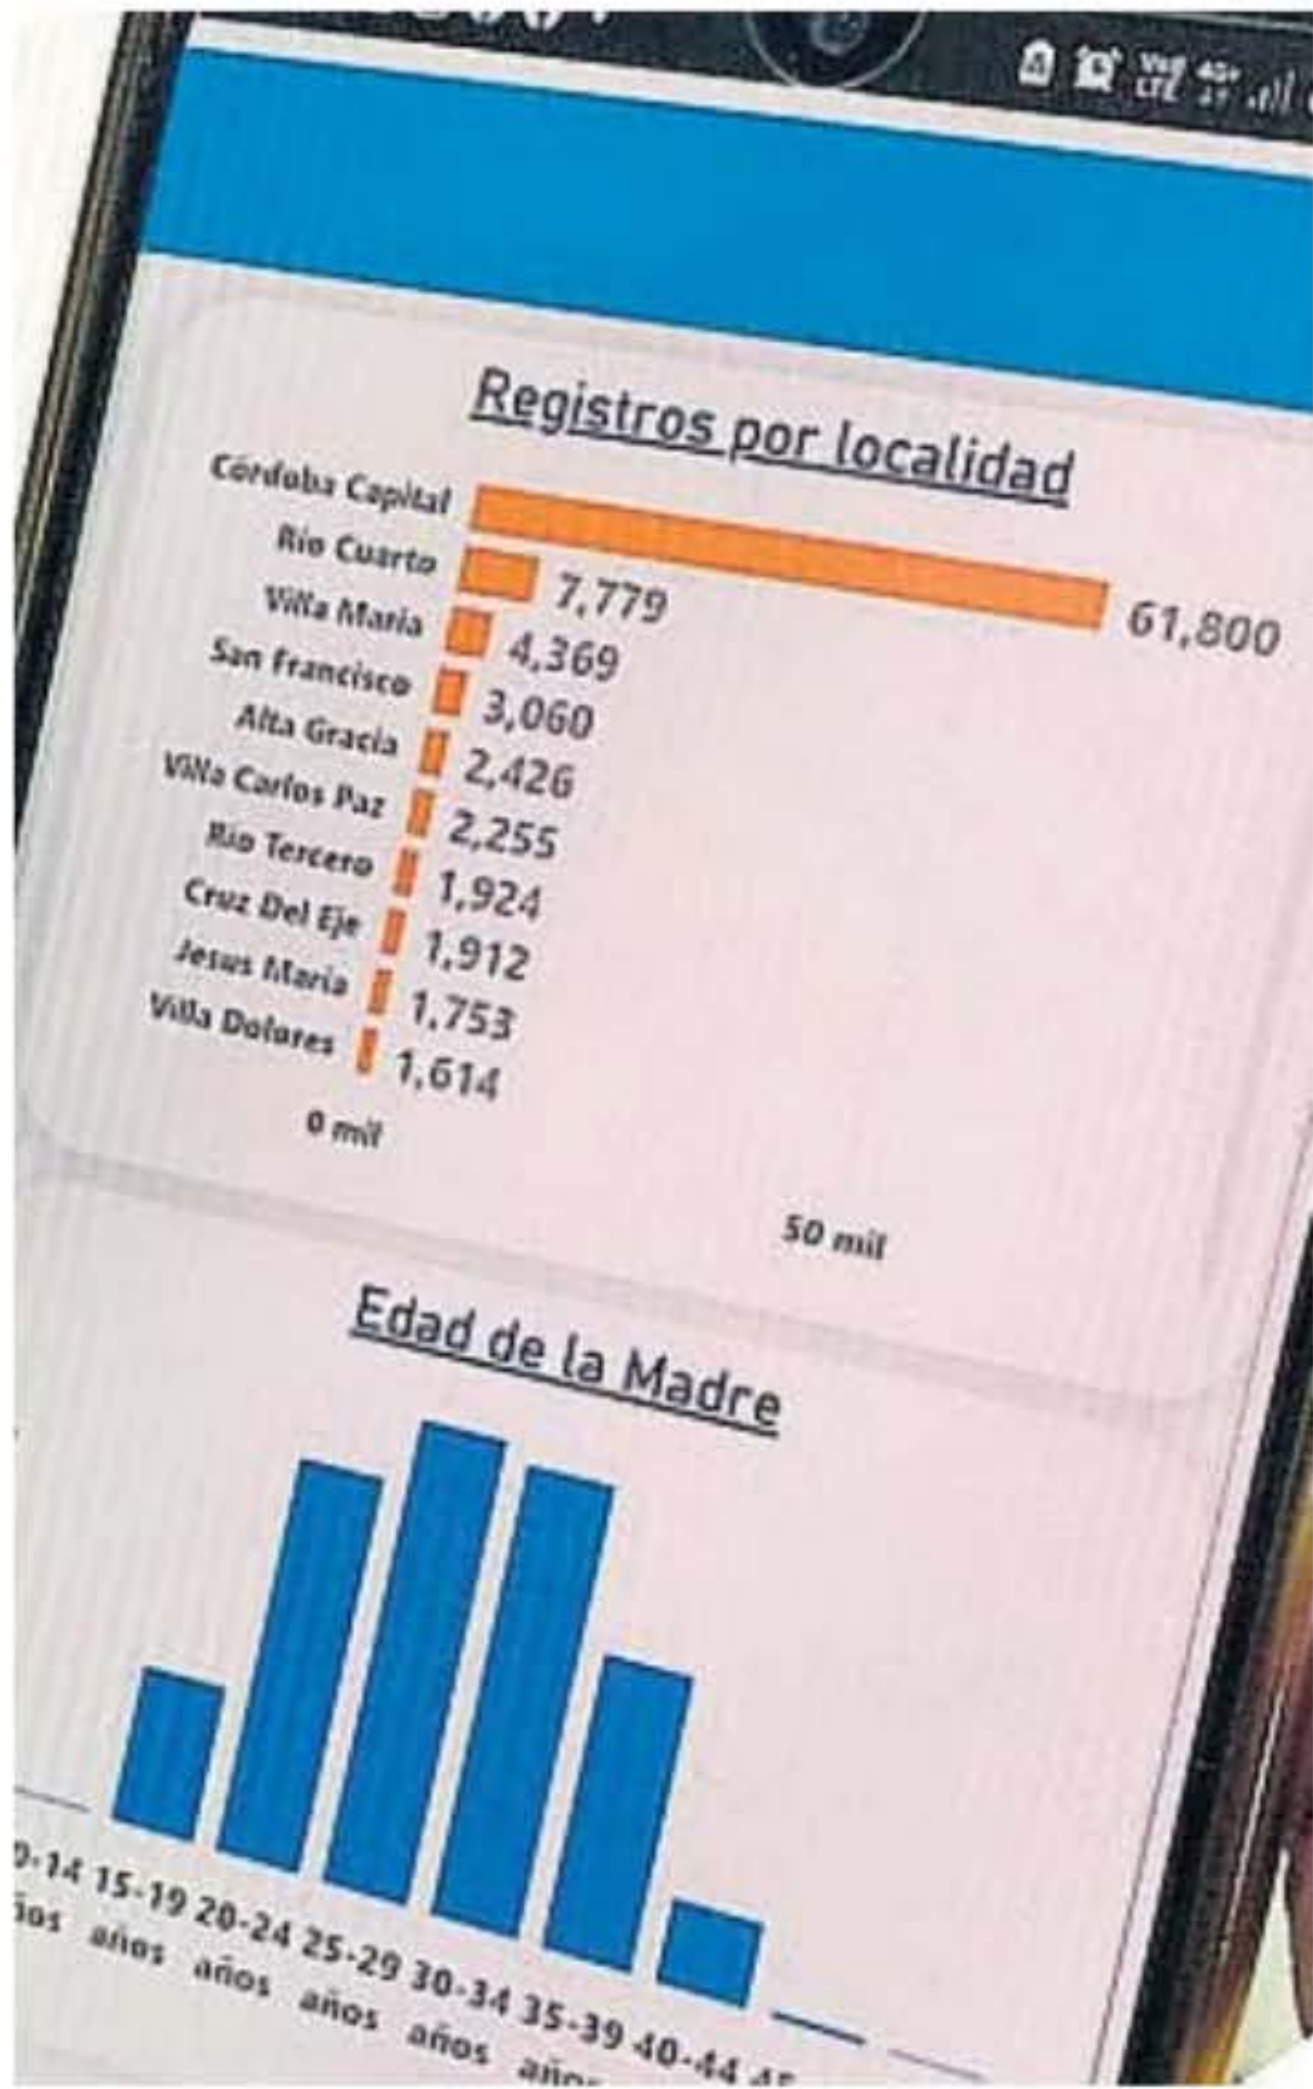 LTE 4G+
Registros por localidad
Córdoba Capital 61,800
Río Cuarto 7,779
Villa María 4,369
San Francisco 3,060
Alta Gracia 2,426
Villa Carlos Paz 2,255
Río Tercero 1,924
Cruz Del Eje 1,912
Jesus María 1,753
Villa Dolores 1,614
0 mil 50 mil
Edad de la Madre
15-19 20-24 25-29 30-34 35-39 40-44
años años años años